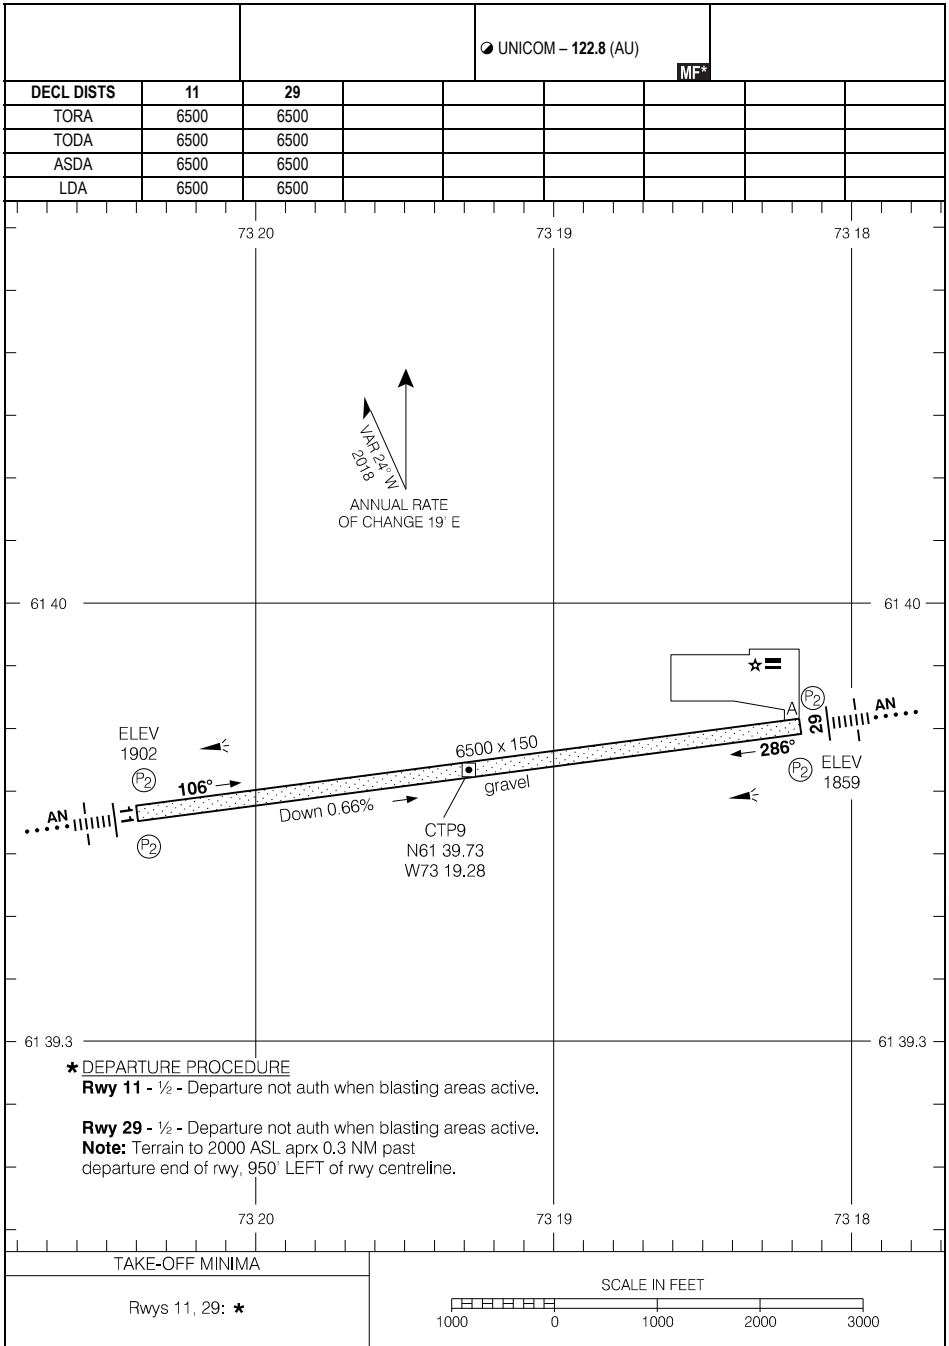 UNICOM – 122.8 (AU)
MF*
DECL DISTS 11 29
TORA 6500 6500
TODA 6500 6500
ASDA 6500 6500
LDA 6500 6500
73 20 73 19 73 18
VAR 24° W
2018
ANNUAL RATE
OF CHANGE 19' E
61 40 61 40
ELEV
1902
P2
106°
AN
11
P2
Down 0.66%
6500 x 150
gravel
CTP9
N61 39.73
W73 19.28
A
P2
29
AN
286°
P2
ELEV
1859
61 39.3 61 39.3
* DEPARTURE PROCEDURE
Rwy 11 - ½ - Departure not auth when blasting areas active.
Rwy 29 - ½ - Departure not auth when blasting areas active.
Note: Terrain to 2000 ASL aprx 0.3 NM past
departure end of rwy, 950' LEFT of rwy centreline.
73 20 73 19 73 18
TAKE-OFF MINIMA
Rwys 11, 29: *
SCALE IN FEET
1000 0 1000 2000 3000